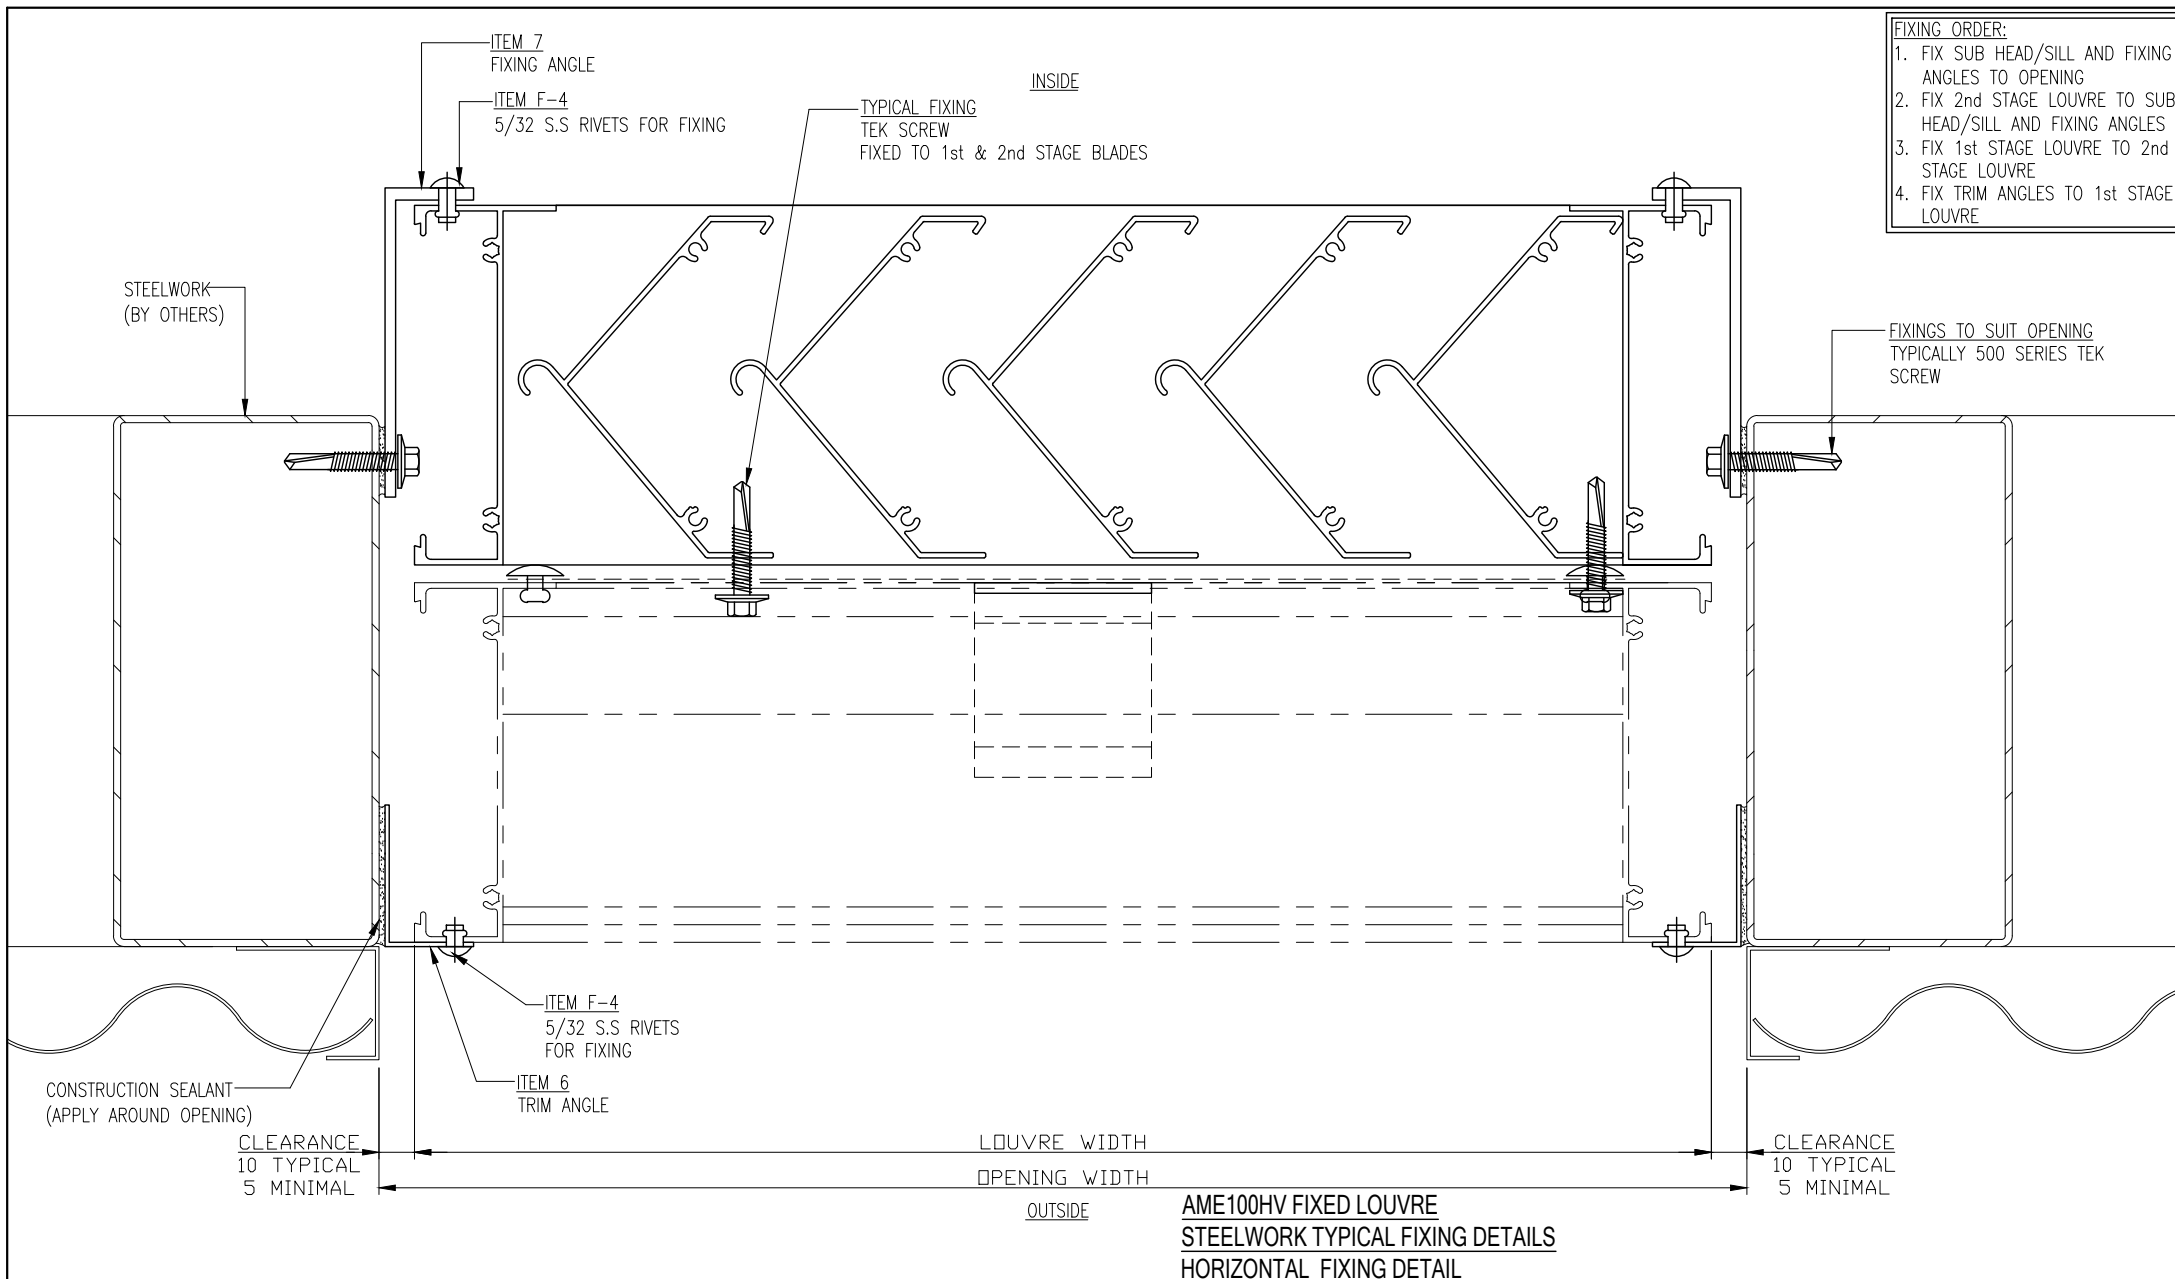 FIXING ORDER:
1. FIX SUB HEAD/SILL AND FIXING
ANGLES TO OPENING
2. FIX 2nd STAGE LOUVRE TO SUB
HEAD/SILL AND FIXING ANGLES
3. FIX 1st STAGE LOUVRE TO 2nd
STAGE LOUVRE
4. FIX TRIM ANGLES TO 1st STAGE
LOUVRE
ITEM 7
FIXING ANGLE
ITEM F-4
5/32 S.S RIVETS FOR FIXING
INSIDE
TYPICAL FIXING
TEK SCREW
FIXED TO 1st & 2nd STAGE BLADES
STEELWORK
(BY OTHERS)
FIXINGS TO SUIT OPENING
TYPICALLY 500 SERIES TEK
SCREW
ITEM F-4
5/32 S.S RIVETS
FOR FIXING
ITEM 6
TRIM ANGLE
CONSTRUCTION SEALANT
(APPLY AROUND OPENING)
CLEARANCE
10 TYPICAL
5 MINIMAL
LOUVRE WIDTH
OPENING WIDTH
CLEARANCE
10 TYPICAL
5 MINIMAL
OUTSIDE
AME100HV FIXED LOUVRE
STEELWORK TYPICAL FIXING DETAILS
HORIZONTAL FIXING DETAIL